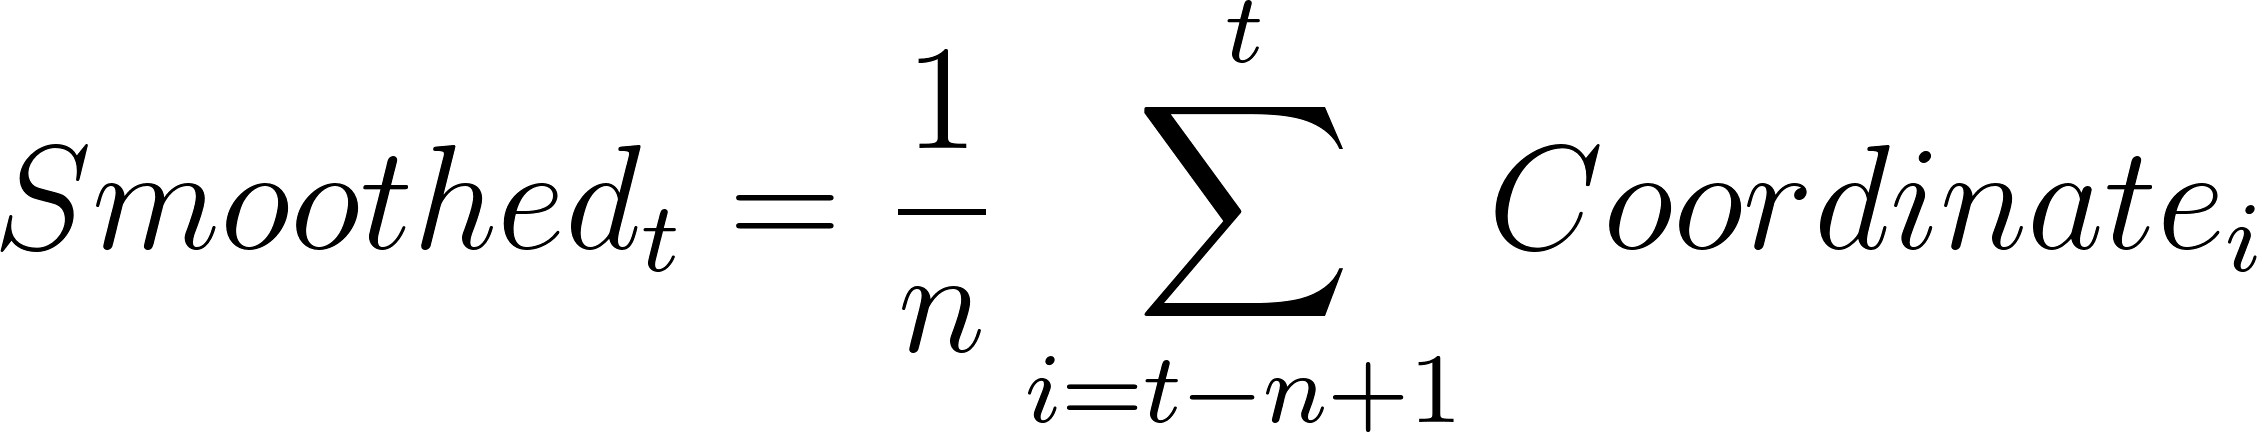 Smoothed_t = \frac{1}{n} \sum_{i=t-n+1}^{t} Coordinate_i